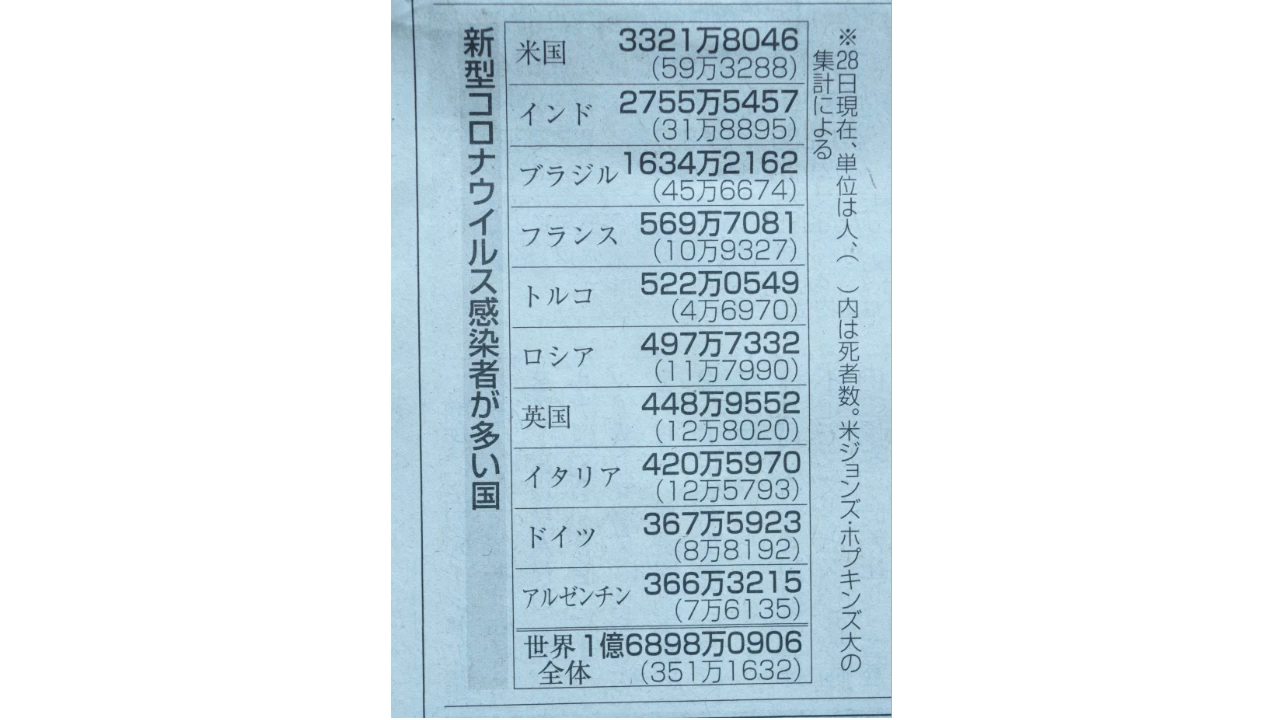 ※28日現在、単位は人、（　）内は死者数。米ジョンズ・ホプキンズ大の
集計による
新型コロナウイルス感染者が多い国
米国 3321万8046
(59万3288)
インド 2755万5457
(31万8895)
ブラジル 1634万2162
(45万6674)
フランス 569万7081
(10万9327)
トルコ 522万0549
(4万6970)
ロシア 497万7332
(11万7990)
英国 448万9552
(12万8020)
イタリア 420万5970
(12万5793)
ドイツ 367万5923
(8万8192)
アルゼンチン 366万3215
(7万6135)
世界 1億6898万0906
全体 (351万1632)